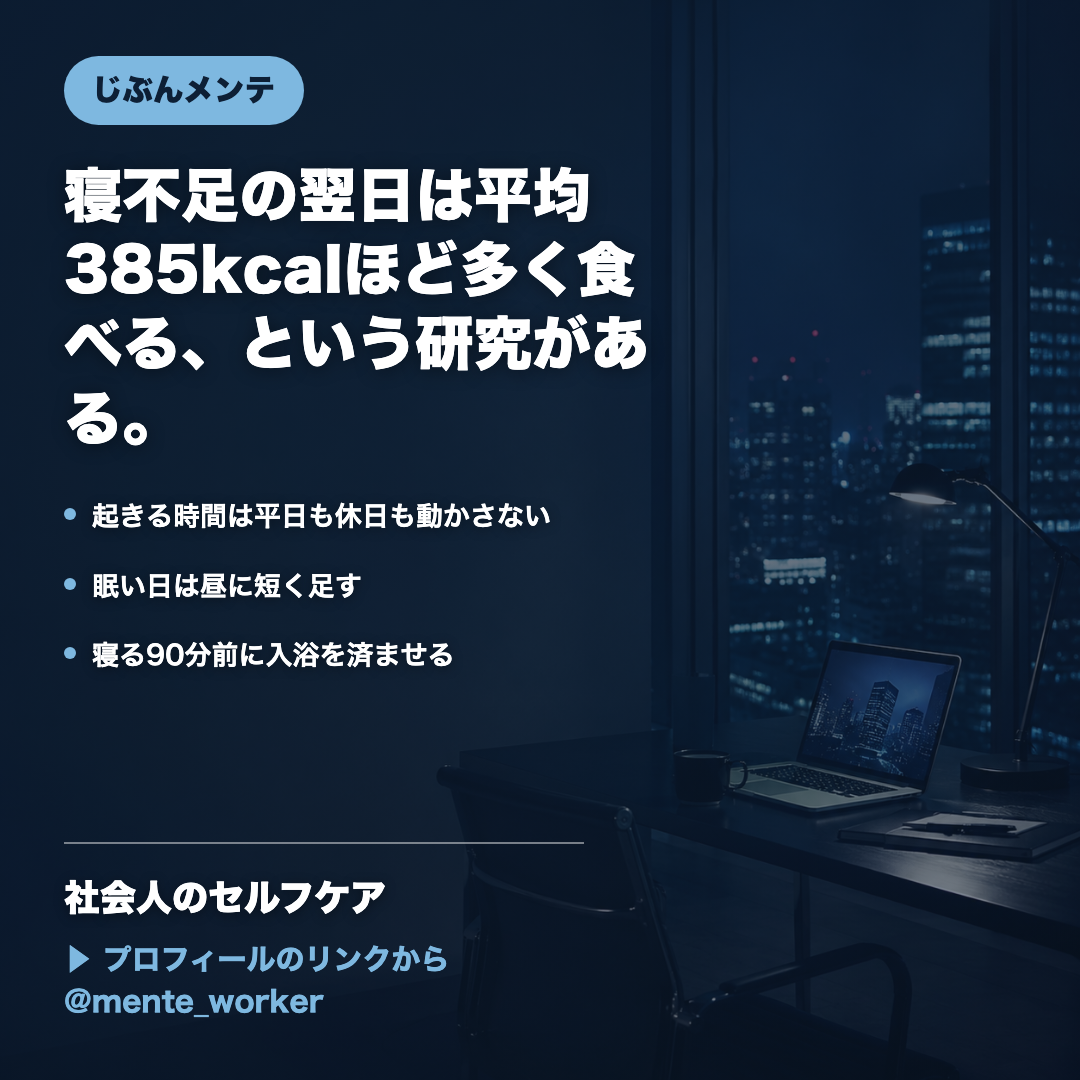 じぶんメンテ
寝不足の翌日は平均
385kcalほど多く食
べる、という研究があ
る。
起きる時間は平日も休日も動かさない
眠い日は昼に短く足す
寝る90分前に入浴を済ませる
社会人のセルフケア
▶ プロフィールのリンクから
@mente_worker